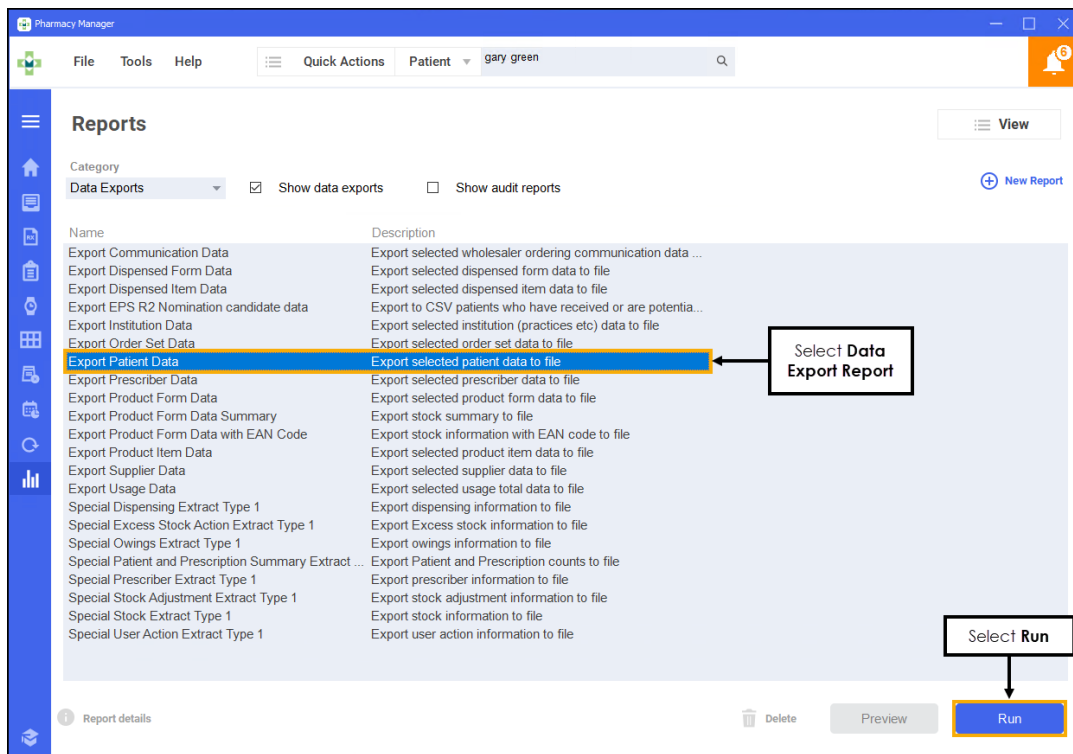 Pharmacy Manager
File Tools Help Quick Actions Patient gary green
6
Reports
View
Category
Data Exports Show data exports Show audit reports
New Report
Name Description
Export Communication Data Export selected wholesaler ordering communication data ...
Export Dispensed Form Data Export selected dispensed form data to file
Export Dispensed Item Data Export selected dispensed item data to file
Export EPS R2 Nomination candidate data Export to CSV patients who have received or are potentia...
Export Institution Data Export selected institution (practices etc) data to file
Export Order Set Data Export selected order set data to file
Export Patient Data Export selected patient data to file
Select Data
Export Report
Export Prescriber Data Export selected prescriber data to file
Export Product Form Data Export selected product form data to file
Export Product Form Data Summary Export stock summary to file
Export Product Form Data with EAN Code Export stock information with EAN code to file
Export Product Item Data Export selected product item data to file
Export Supplier Data Export selected supplier data to file
Export Usage Data Export selected usage total data to file
Special Dispensing Extract Type 1 Export dispensing information to file
Special Excess Stock Action Extract Type 1 Export Excess stock information to file
Special Owings Extract Type 1 Export owings information to file
Special Patient and Prescription Summary Extract ... Export Patient and Prescription counts to file
Special Prescriber Extract Type 1 Export prescriber information to file
Special Stock Adjustment Extract Type 1 Export stock adjustment information to file
Special Stock Extract Type 1 Export stock information to file
Special User Action Extract Type 1 Export user action information to file
Select Run
Report details Delete Preview Run